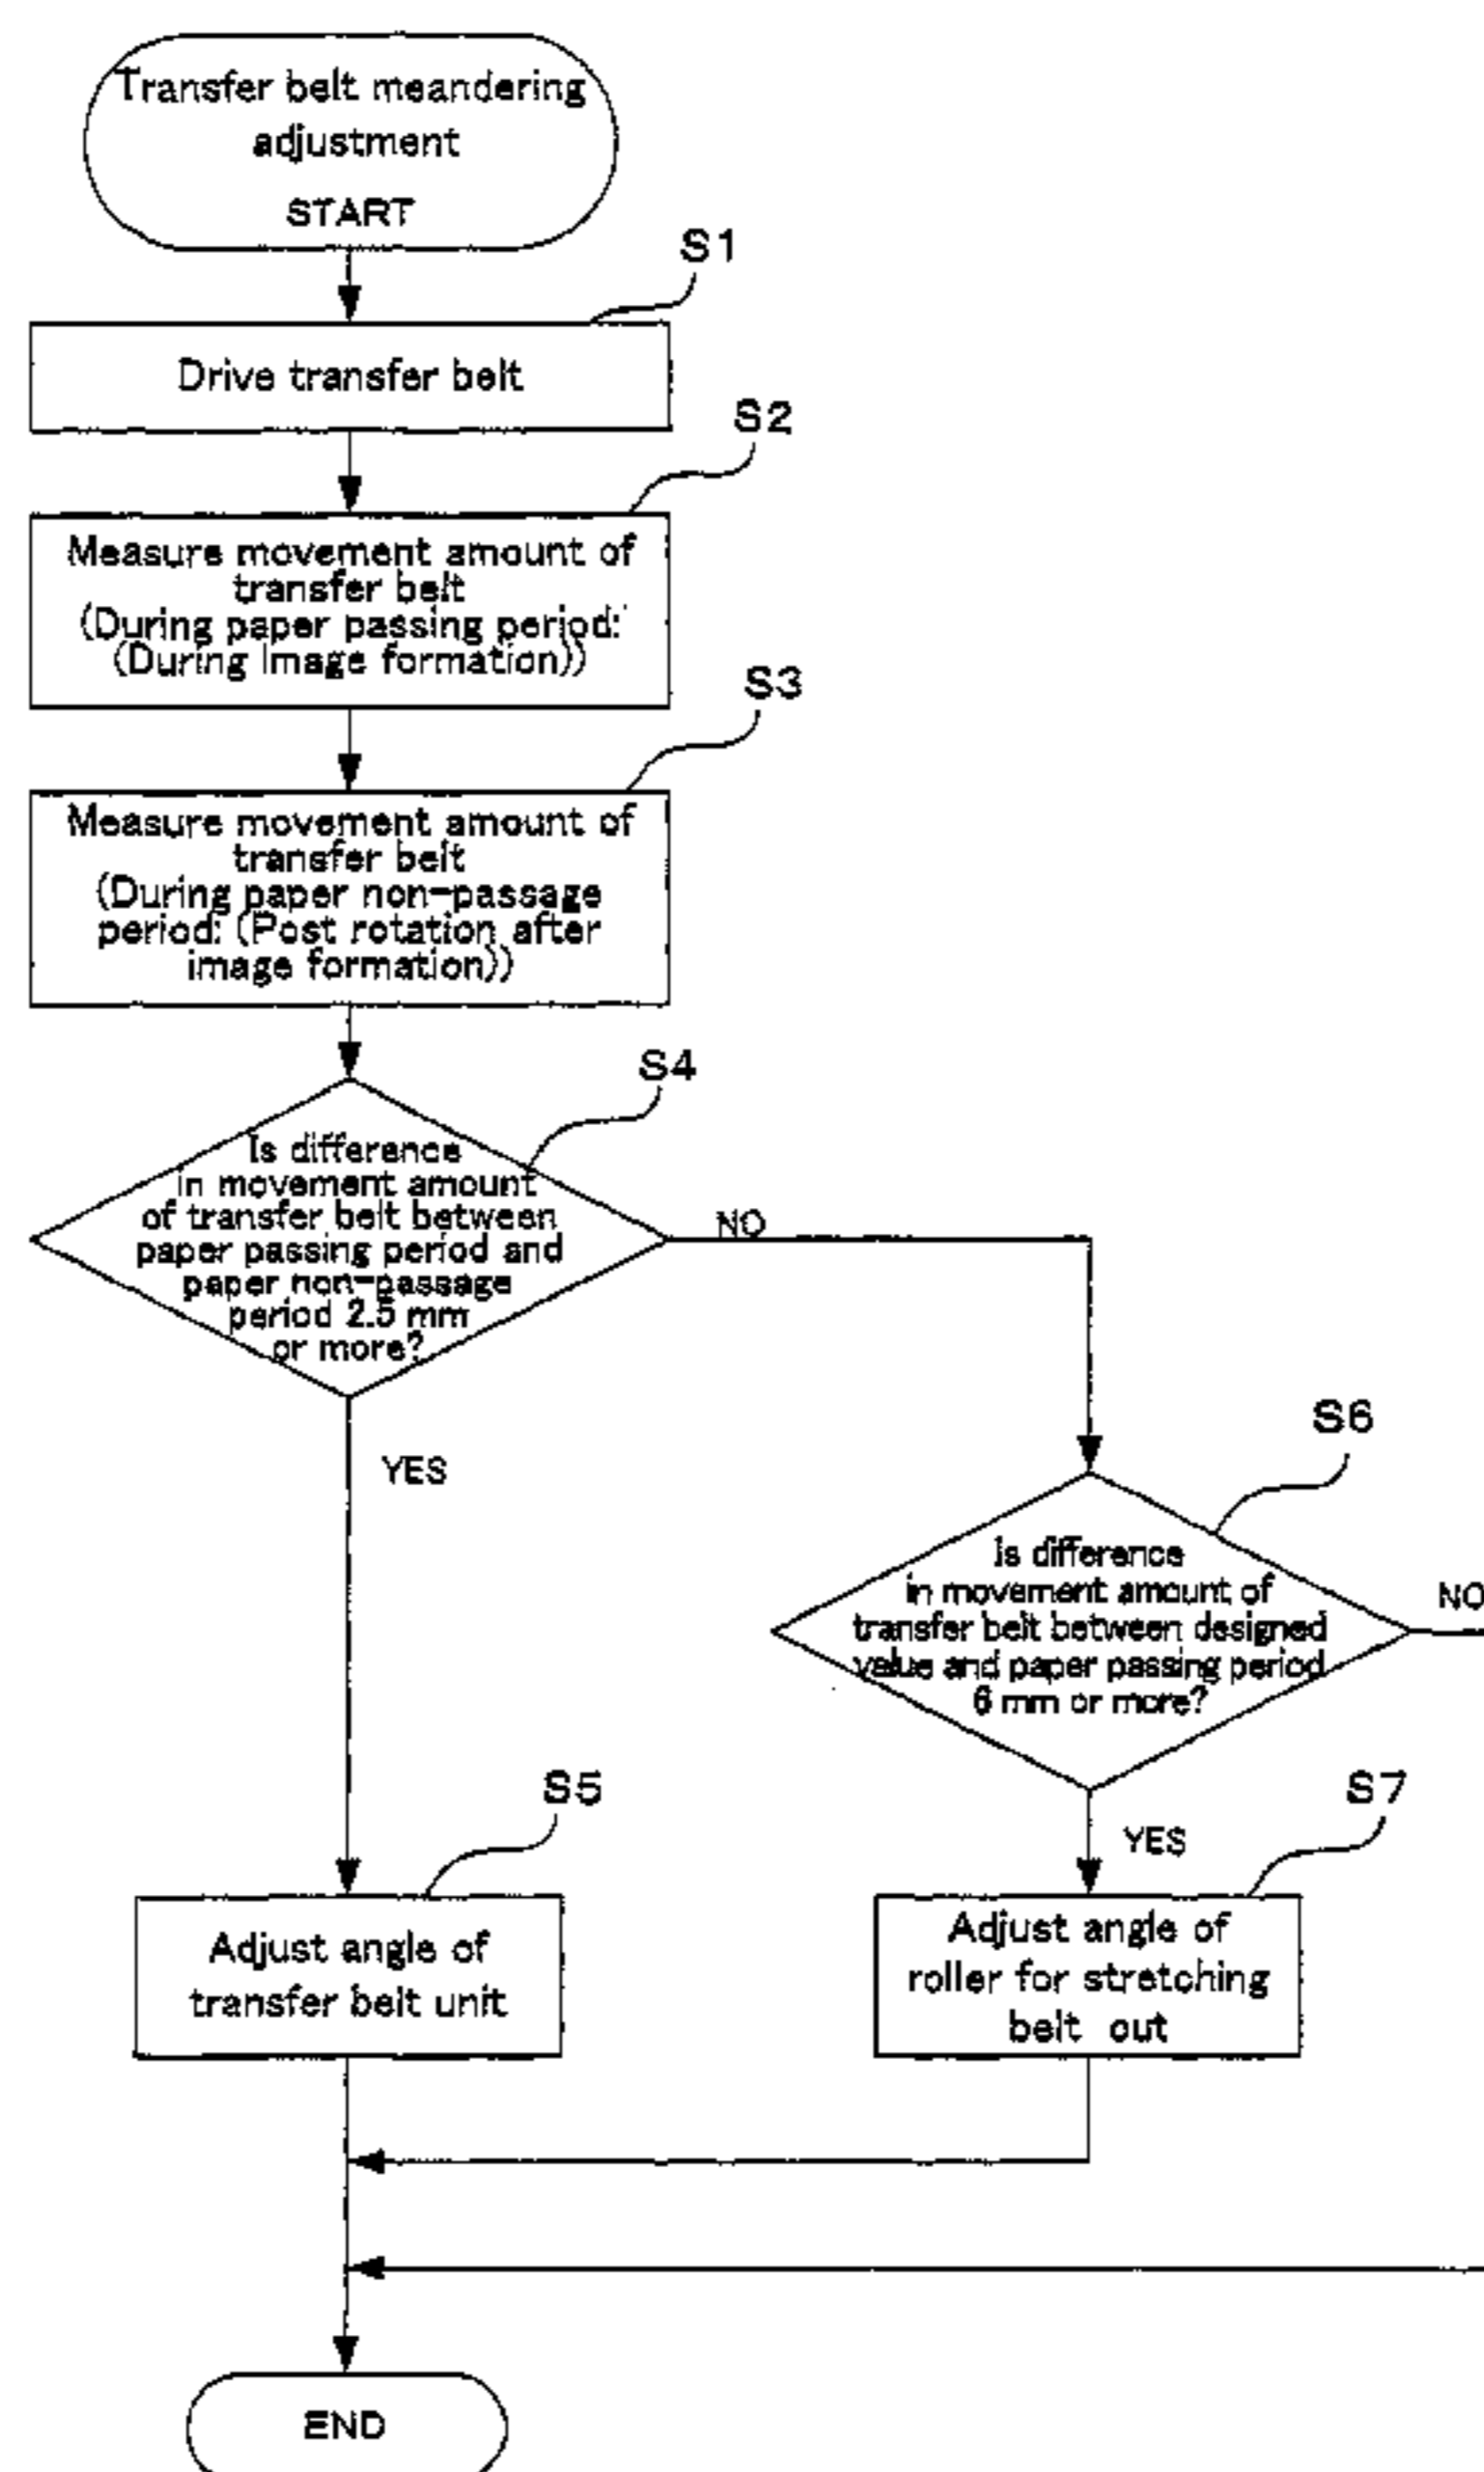 Transfer belt meandering
adjustment
START
S1
Drive transfer belt
S2
Measure movement amount of
transfer belt
(During paper passing period:
(During image formation))
S3
Measure movement amount of
transfer belt
(During paper non-passage
period: (Post rotation after
image formation))
S4
Is difference
in movement amount
of transfer belt between
paper passing period and
paper non-passage
period 2.5 mm
or more?
NO
YES
S6
Is difference
in movement amount of
transfer belt between designed
value and paper passing period
6 mm or more?
NO
YES
S5
Adjust angle of
transfer belt unit
S7
Adjust angle of
roller for stretching
belt out
END